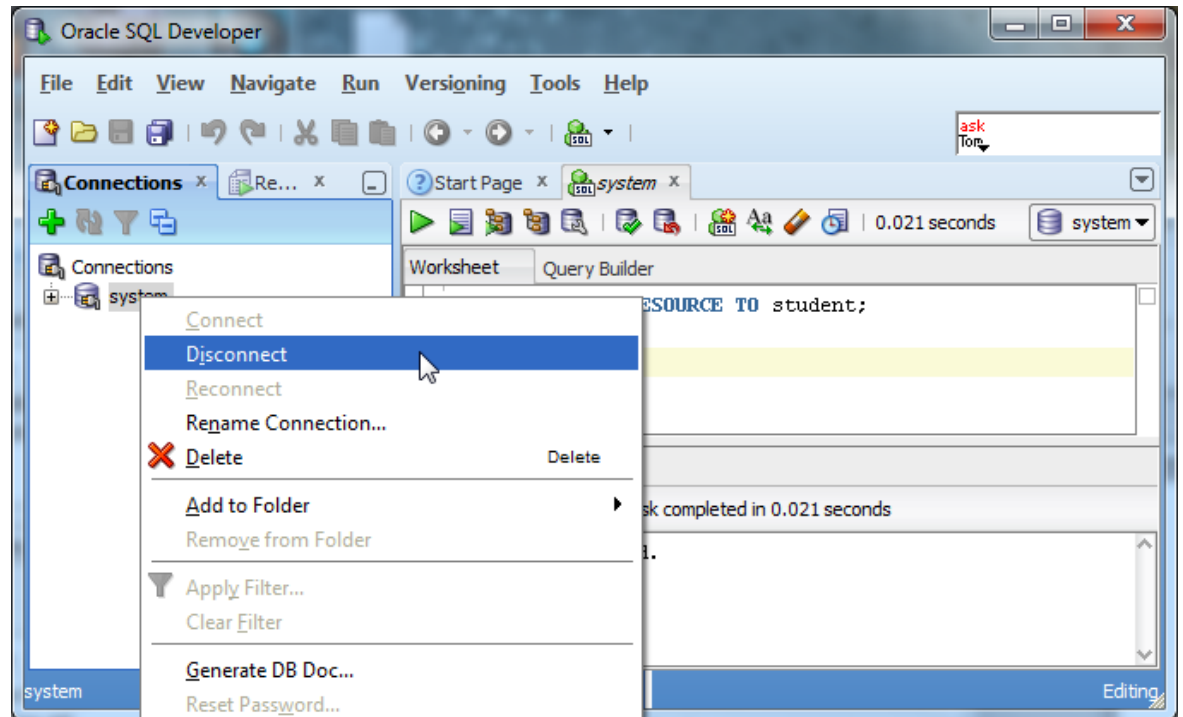 Oracle SQL Developer
File Edit View Navigate Run Versioning Tools Help
ask
Tom
Connections Re... Start Page system
0.021 seconds system
Connections
Worksheet Query Builder
system
ESOURCE TO student;
Connect
Disconnect
Reconnect
Rename Connection...
Delete Delete
Add to Folder
sk completed in 0.021 seconds
Remove from Folder
Apply Filter...
Clear Filter
Generate DB Doc...
Reset Password...
system Editing